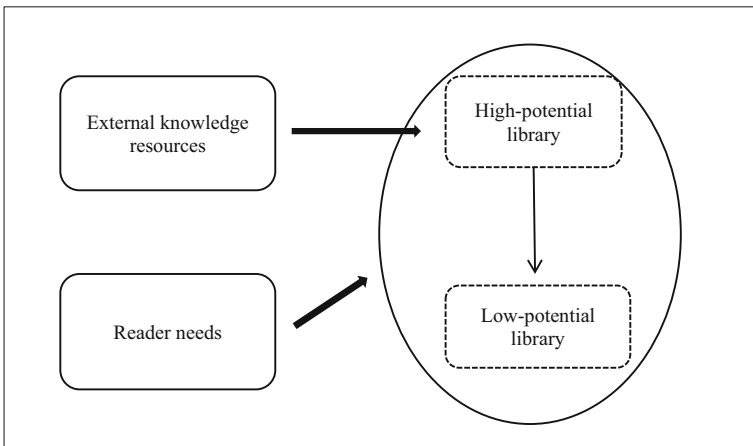 External knowledge
resources
High-potential
library
Reader needs
Low-potential
library